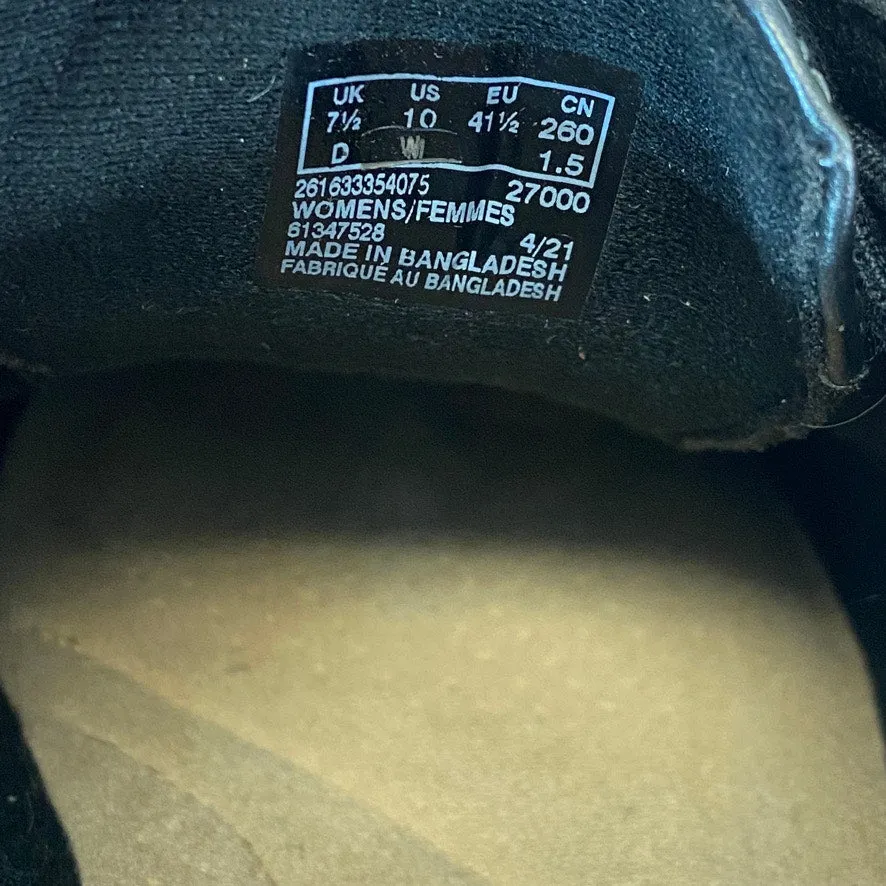 UK US EU CN
7½ 10 41½ 260
D W 1.5
261633354075 27000
WOMENS/FEMMES
61347528 4/21
MADE IN BANGLADESH
FABRIQUÉ AU BANGLADESH